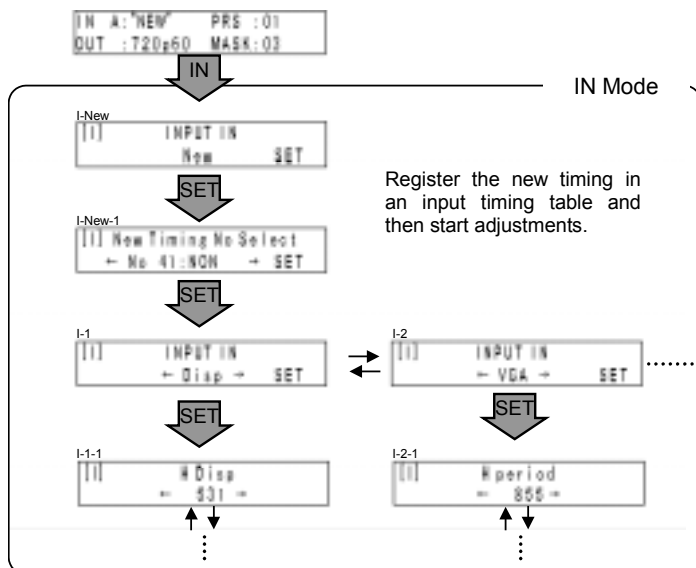 IN A:"NEW" PRS :01
OUT :720p60 MASK:03
IN
IN Mode
I-New
[I] INPUT IN
New SET
SET
Register the new timing in
an input timing table and
then start adjustments.
I-New-1
[I] New Timing No Select
← No 41:NON → SET
SET
I-1
[I] INPUT IN
← Disp → SET
I-2
[I] INPUT IN
← VGA → SET
SET
SET
I-1-1
[I] H Disp
← 531 →
I-2-1
[I] H period
← 866 →